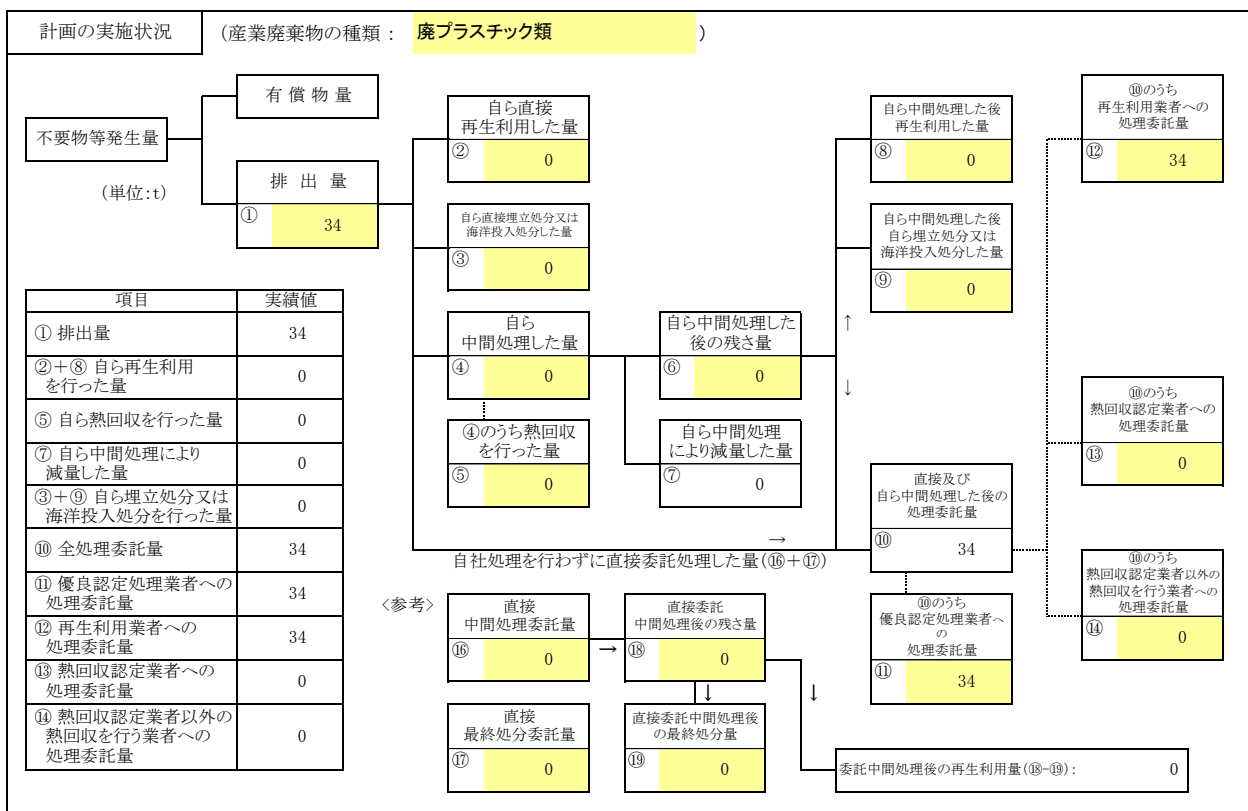 計画の実施状況
(産業廃棄物の種類: 廃プラスチック類 )
不要物等発生量
(単位:t)
有 償 物 量
排 出 量
① 34
自ら直接
再生利用した量
② 0
自ら直接埋立処分又は
海洋投入処分した量
③ 0
自ら
中間処理した量
④ 0
④のうち熱回収
を行った量
⑤ 0
自ら中間処理した
後の残さ量
⑥ 0
自ら中間処理
により減量した量
⑦ 0
自ら中間処理した後
再生利用した量
⑧ 0
自ら中間処理した後
自ら埋立処分又は
海洋投入処分した量
⑨ 0
↑
↓
直接及び
自ら中間処理した後の
処理委託量
⑩ 34
⑩のうち
優良認定処理業者へ
の
処理委託量
⑪ 34
⑩のうち
再生利用業者への
処理委託量
⑫ 34
⑩のうち
熱回収認定業者への
処理委託量
⑬ 0
⑩のうち
熱回収認定業者以外の
熱回収を行う業者への
処理委託量
⑭ 0
→
自社処理を行わずに直接委託処理した量(⑯+⑰)
<参考>
直接
中間処理委託量
⑯ 0
→
直接委託
中間処理後の残さ量
⑱ 0
↓
↓
直接
最終処分委託量
⑰ 0
直接委託中間処理後
の最終処分量
⑲ 0
委託中間処理後の再生利用量(⑱-⑲): 0
項目 実績値
① 排出量 34
②+⑧ 自ら再生利用
を行った量 0
⑤ 自ら熱回収を行った量 0
⑦ 自ら中間処理により
減量した量 0
③+⑨ 自ら埋立処分又は
海洋投入処分を行った量 0
⑩ 全処理委託量 34
⑪ 優良認定処理業者への
処理委託量 34
⑫ 再生利用業者への
処理委託量 34
⑬ 熱回収認定業者への
処理委託量 0
⑭ 熱回収認定業者以外の
熱回収を行う業者への
処理委託量 0